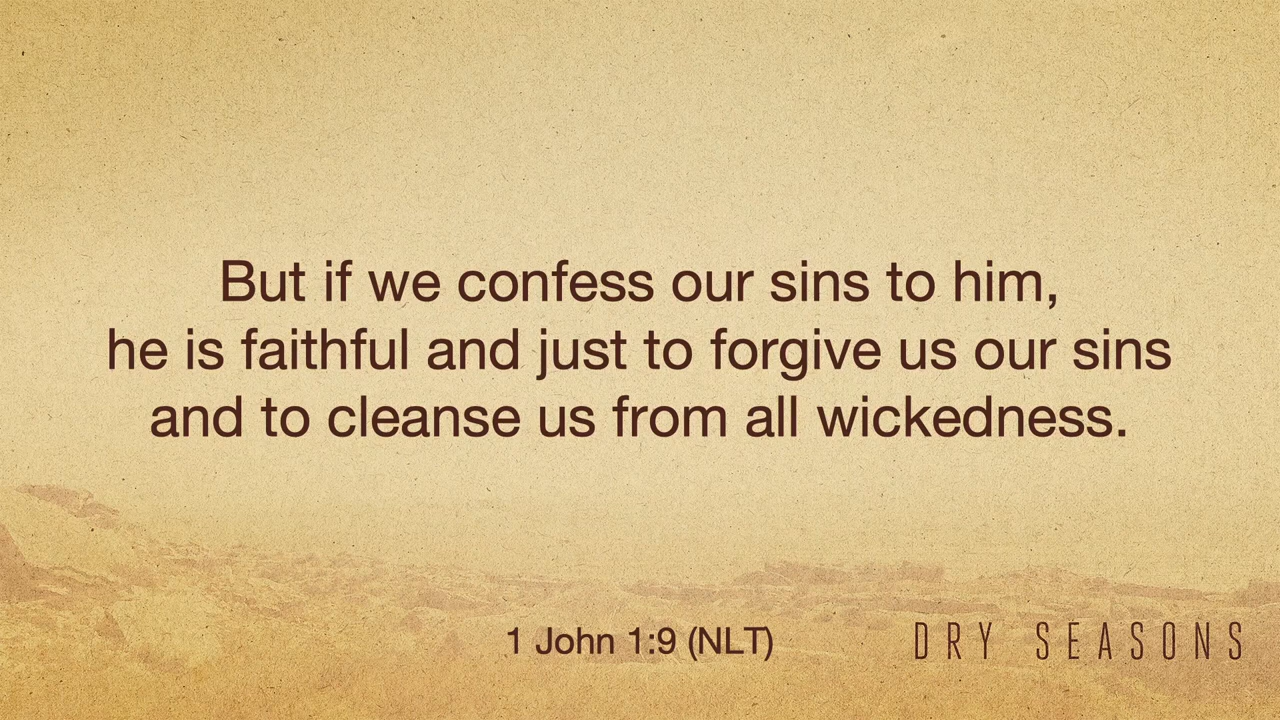 But if we confess our sins to him,
he is faithful and just to forgive us our sins
and to cleanse us from all wickedness.
1 John 1:9 (NLT)
DRY SEASONS